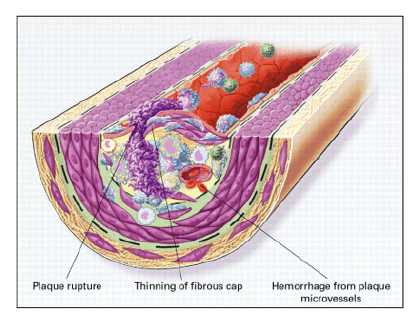 Plaque rupture
Thinning of fibrous cap
Hemorrhage from plaque
microvessels